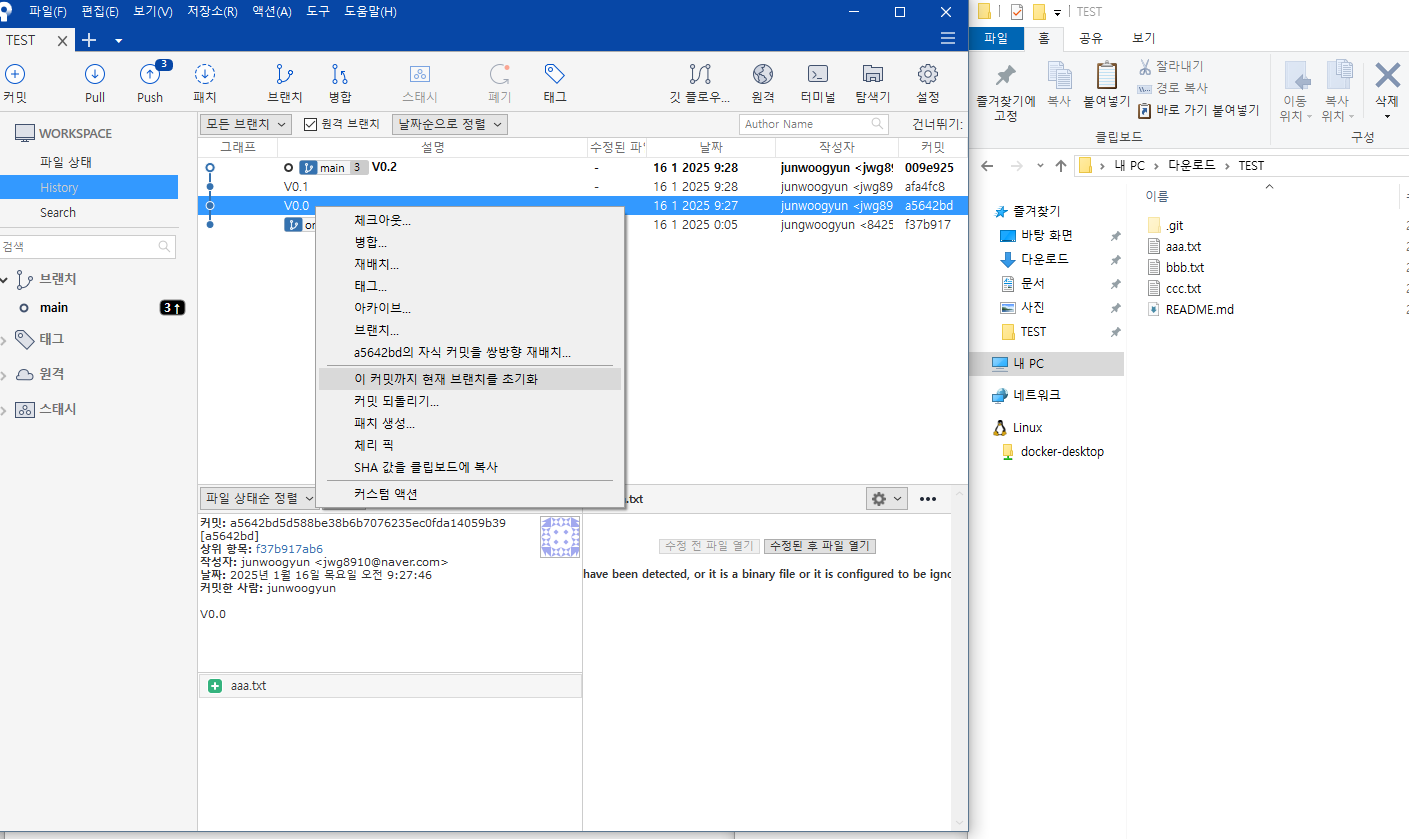 파일(F) 편집(E) 보기(V) 저장소(R) 액션(A) 도구 도움말(H)
TEST
3
커밋 Pull Push 패치 브랜치 병합 스태시 폐기 태그 깃 플로우... 원격 터미널 탐색기 설정
WORKSPACE
파일 상태
History
Search
검색
브랜치
main 3↑
태그
원격
스태시
모든 브랜치 원격 브랜치 날짜순으로 정렬 Author Name 건너뛰기:
그래프 설명 수정된 파 날짜 작성자 커밋
main 3 V0.2 - 16 1 2025 9:28 junwoogyun <jwg89 009e925
V0.1 - 16 1 2025 9:28 junwoogyun <jwg89 afa4fc8
V0.0 16 1 2025 9:27 junwoogyun <jwg89 a5642bd
or 16 1 2025 0:05 jungwoogyun <8425 f37b917
체크아웃...
병합...
재배치...
태그...
아카이브...
브랜치...
a5642bd의 자식 커밋을 쌍방향 재배치...
이 커밋까지 현재 브랜치를 초기화
커밋 되돌리기...
패치 생성...
체리 픽
SHA 값을 클립보드에 복사
커스텀 액션
파일 상태순 정렬
커밋: a5642bd5d588be38b6b7076235ec0fda14059b39
[a5642bd]
상위 항목: f37b917ab6
작성자: junwoogyun <jwg8910@naver.com>
날짜: 2025년 1월 16일 목요일 오전 9:27:46
커밋한 사람: junwoogyun
V0.0
aaa.txt
.txt
수정 전 파일 열기 수정된 후 파일 열기
have been detected, or it is a binary file or it is configured to be igno
TEST
파일 홈 공유 보기
즐겨찾기에
고정
복사
붙여넣기
잘라내기
경로 복사
바로 가기 붙여넣기
클립보드
이동
위치
복사
위치
삭제
구성
내 PC > 다운로드 > TEST
즐겨찾기
바탕 화면
다운로드
문서
사진
TEST
내 PC
네트워크
Linux
docker-desktop
이름
.git
aaa.txt
bbb.txt
ccc.txt
README.md